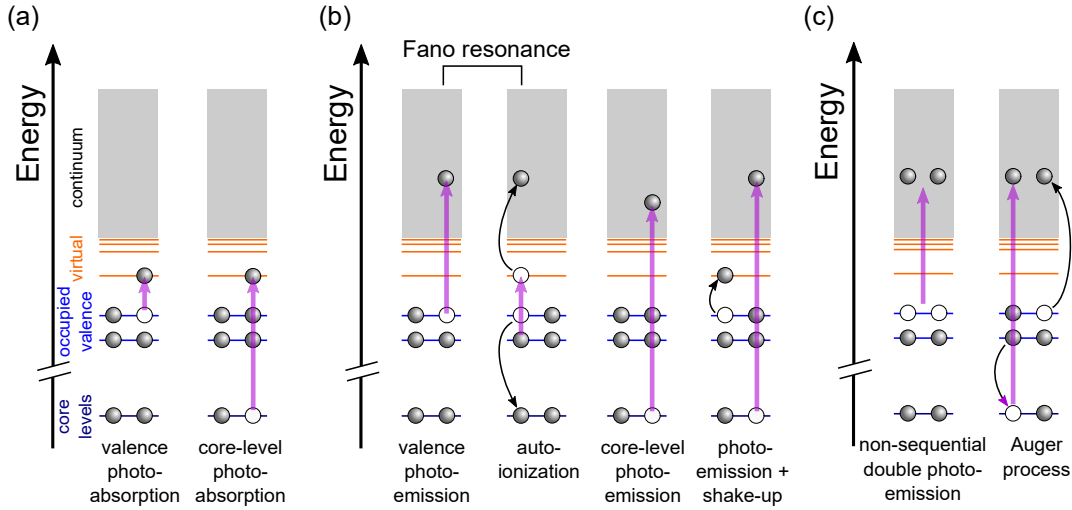 (a)
(b)
(c)
Fano resonance
Energy
continuum
virtual
occupied
valence
core
levels
valence
photo-
absorption
core-level
photo-
absorption
Energy
valence
photo-
emission
auto-
ionization
core-level
photo-
emission
photo-
emission +
shake-up
Energy
non-sequential
double photo-
emission
Auger
process